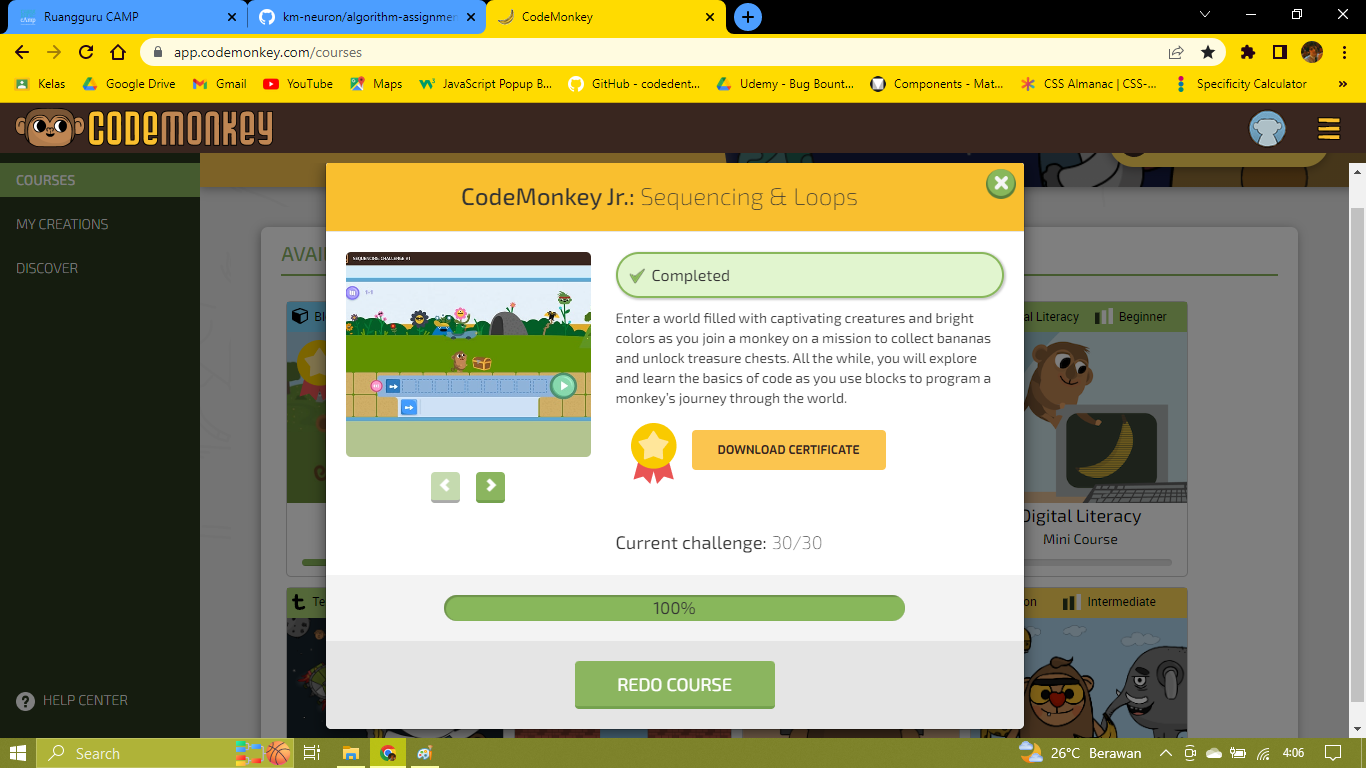 Ruangguru CAMP
km-neuron/algorithm-assignmen
CodeMonkey
app.codemonkey.com/courses
Kelas
Google Drive
Gmail
YouTube
Maps
JavaScript Popup B...
GitHub - codedent...
Udemy - Bug Bount...
Components - Mat...
CSS Almanac | CSS-...
Specificity Calculator
»
CODEMONKEY
COURSES
MY CREATIONS
DISCOVER
HELP CENTER
AVAI
Bl
al Literacy
Beginner
Digital Literacy
Mini Course
Te
on
Intermediate
CodeMonkey Jr.: Sequencing & Loops
SEQUENCING CHALLENGE #1
Completed
Enter a world filled with captivating creatures and bright
colors as you join a monkey on a mission to collect bananas
and unlock treasure chests. All the while, you will explore
and learn the basics of code as you use blocks to program a
monkey's journey through the world.
DOWNLOAD CERTIFICATE
Current challenge: 30/30
100%
REDO COURSE
Search
26°C Berawan
4:06